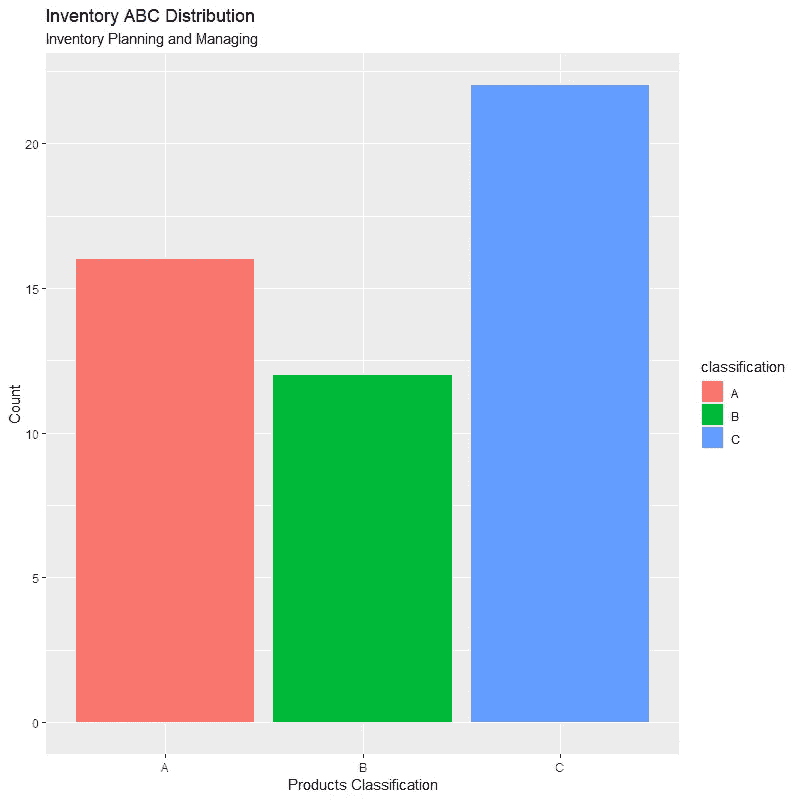 Inventory ABC Distribution
Inventory Planning and Managing
Count
20
15
10
5
0
A
B
C
Products Classification
classification
A
B
C